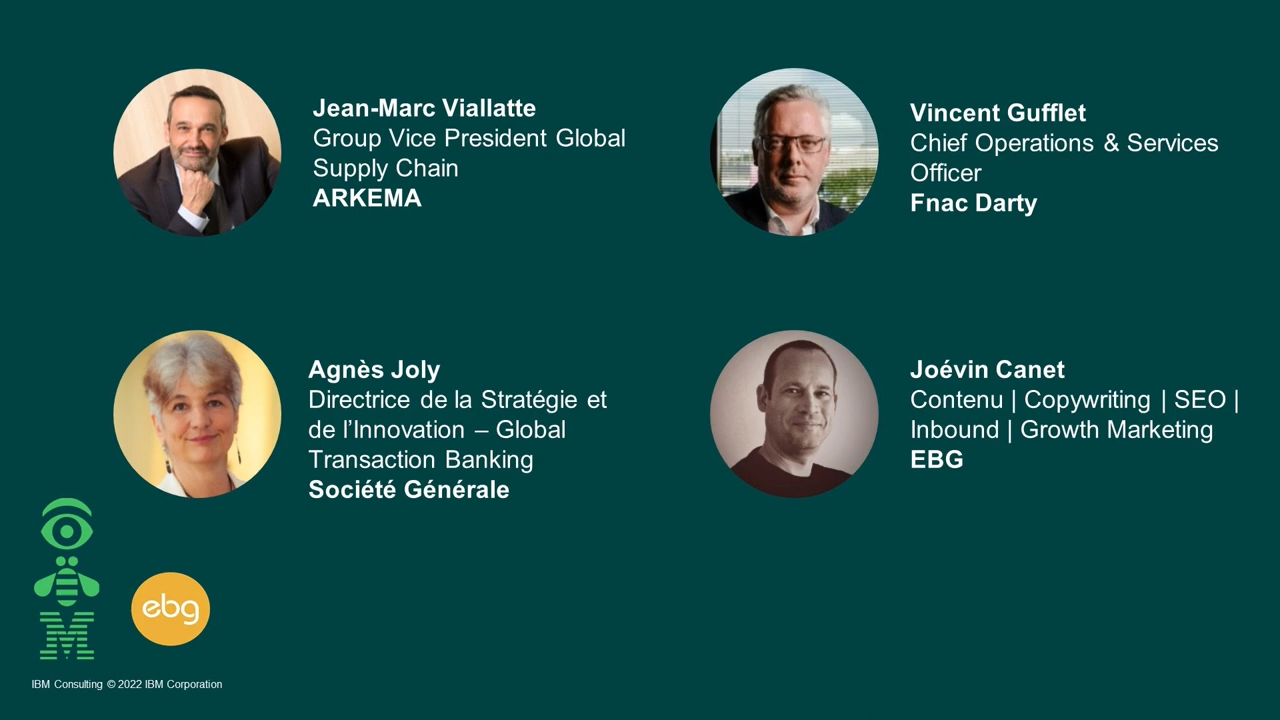 Jean-Marc Viallatte
Group Vice President Global
Supply Chain
ARKEMA
Vincent Gufflet
Chief Operations & Services
Officer
Fnac Darty
Agnès Joly
Directrice de la Stratégie et
de l’Innovation – Global
Transaction Banking
Société Générale
Joévin Canet
Contenu | Copywriting | SEO |
Inbound | Growth Marketing
EBG
M
ebg
IBM Consulting © 2022 IBM Corporation